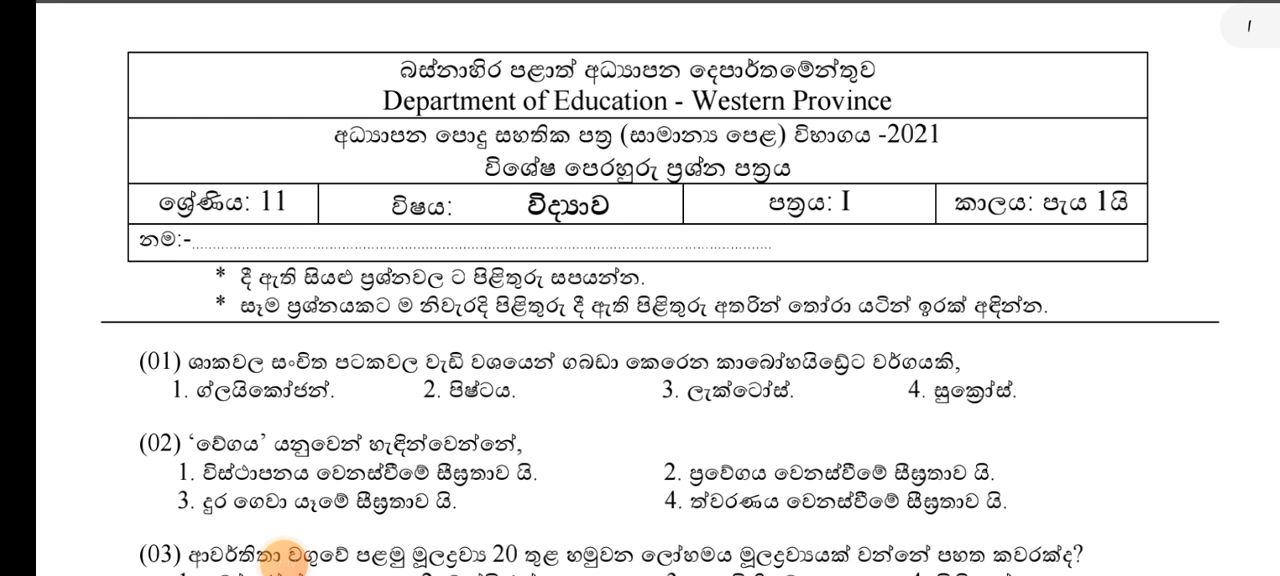 බස්නාහිර පළාත් අධ්‍යාපන දෙපාර්තමේන්තුව
Department of Education - Western Province
අධ්‍යාපන පොදු සහතික පත්‍ර (සාමාන්‍ය පෙළ) විභාගය -2021
විශේෂ පෙරහුරු ප්‍රශ්න පත්‍රය
ශ්‍රේණිය: 11 විෂය: විද්‍යාව පත්‍රය: I කාලය: පැය 1යි
නම:-
* දී ඇති සියළු ප්‍රශ්නවල ට පිළිතුරු සපයන්න.
* සෑම ප්‍රශ්නයකට ම නිවැරදි පිළිතුරු දී ඇති පිළිතුරු අතරින් තෝරා යටින් ඉරක් අඳින්න.
(01) ශාකවල සංචිත පටකවල වැඩි වශයෙන් ගබඩා කෙරෙන කාබෝහයිඩ්‍රේට වර්ගයකි,
1. ග්ලයිකෝජන්. 2. පිෂ්ටය. 3. ලැක්ටෝස්. 4. සුක්‍රෝස්.
(02) ‘වේගය’ යනුවෙන් හැඳින්වෙන්නේ,
1. විස්ථාපනය වෙනස්වීමේ සීඝ්‍රතාව යි. 2. ප්‍රවේගය වෙනස්වීමේ සීඝ්‍රතාව යි.
3. දුර ගෙවා යෑමේ සීඝ්‍රතාව යි. 4. ත්වරණය වෙනස්වීමේ සීඝ්‍රතාව යි.
(03) ආවර්තිතා වගුවේ පළමු මූලද්‍රව්‍ය 20 තුළ හමුවන ලෝහමය මූලද්‍රව්‍යයක් වන්නේ පහත කවරක්ද?